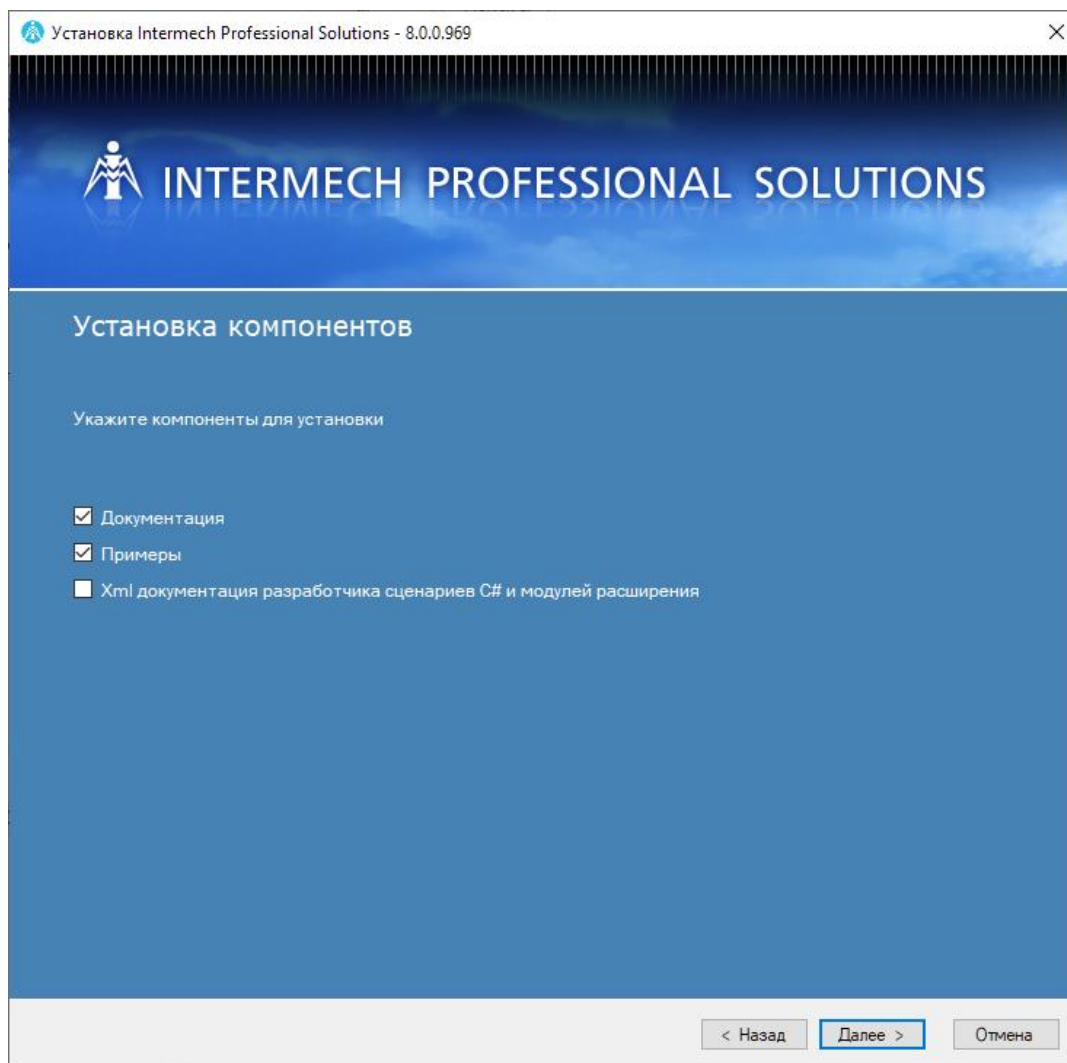 Установка Intermech Professional Solutions - 8.0.0.969
INTERMECH PROFESSIONAL SOLUTIONS
Установка компонентов
Укажите компоненты для установки
Документация
Примеры
Xml документация разработчика сценариев C# и модулей расширения
< Назад
Далее >
Отмена